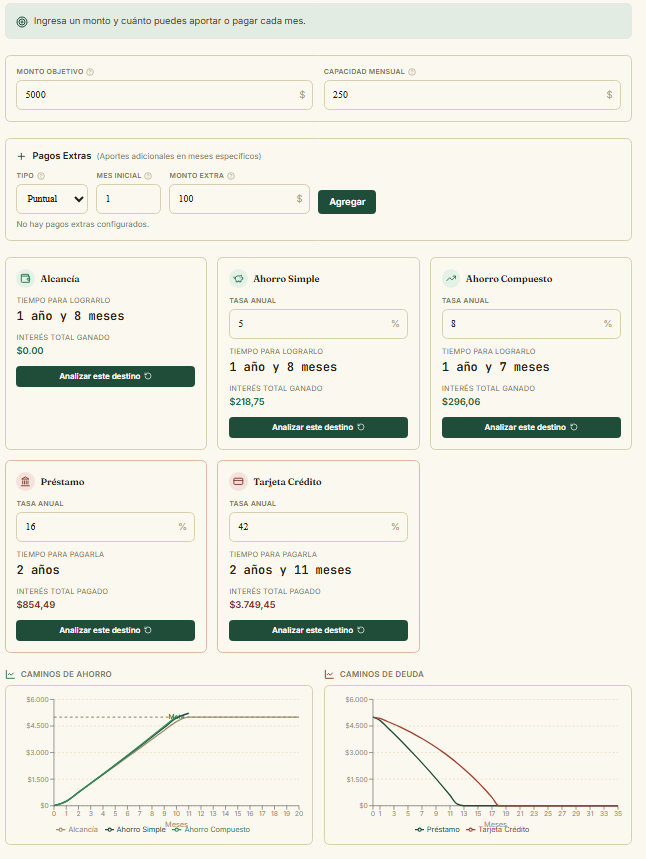 Ingresa un monto y cuánto puedes aportar o pagar cada mes.
MONTO OBJETIVO
CAPACIDAD MENSUAL
5000 $
250 $
Pagos Extras (Aportes adicionales en meses específicos)
TIPO MES INICIAL MONTO EXTRA
Puntual 1 100 $ Agregar
No hay pagos extras configurados.
Alcancía
TIEMPO PARA LOGRARLO
1 año y 8 meses
INTERÉS TOTAL GANADO
$0.00
Analizar este destino
Ahorro Simple
TASA ANUAL
5 %
TIEMPO PARA LOGRARLO
1 año y 8 meses
INTERÉS TOTAL GANADO
$218,75
Analizar este destino
Ahorro Compuesto
TASA ANUAL
8 %
TIEMPO PARA LOGRARLO
1 año y 7 meses
INTERÉS TOTAL GANADO
$296,06
Analizar este destino
Préstamo
TASA ANUAL
16 %
TIEMPO PARA PAGARLA
2 años
INTERÉS TOTAL PAGADO
$854,49
Analizar este destino
Tarjeta Crédito
TASA ANUAL
42 %
TIEMPO PARA PAGARLA
2 años y 11 meses
INTERÉS TOTAL PAGADO
$3.749,45
Analizar este destino
CAMINOS DE AHORRO
$6.000
Meta
$4.500
$3.000
$1.500
$0
0 1 2 3 4 5 6 7 8 9 10 11 12 13 14 15 16 17 18 19 20
Meses
Alcancía Ahorro Simple Ahorro Compuesto
CAMINOS DE DEUDA
$6.000
$4.500
$3.000
$1.500
$0
0 1 3 5 7 9 11 13 15 17 19 21 23 25 27 29 31 33 35
Meses
Préstamo Tarjeta Crédito